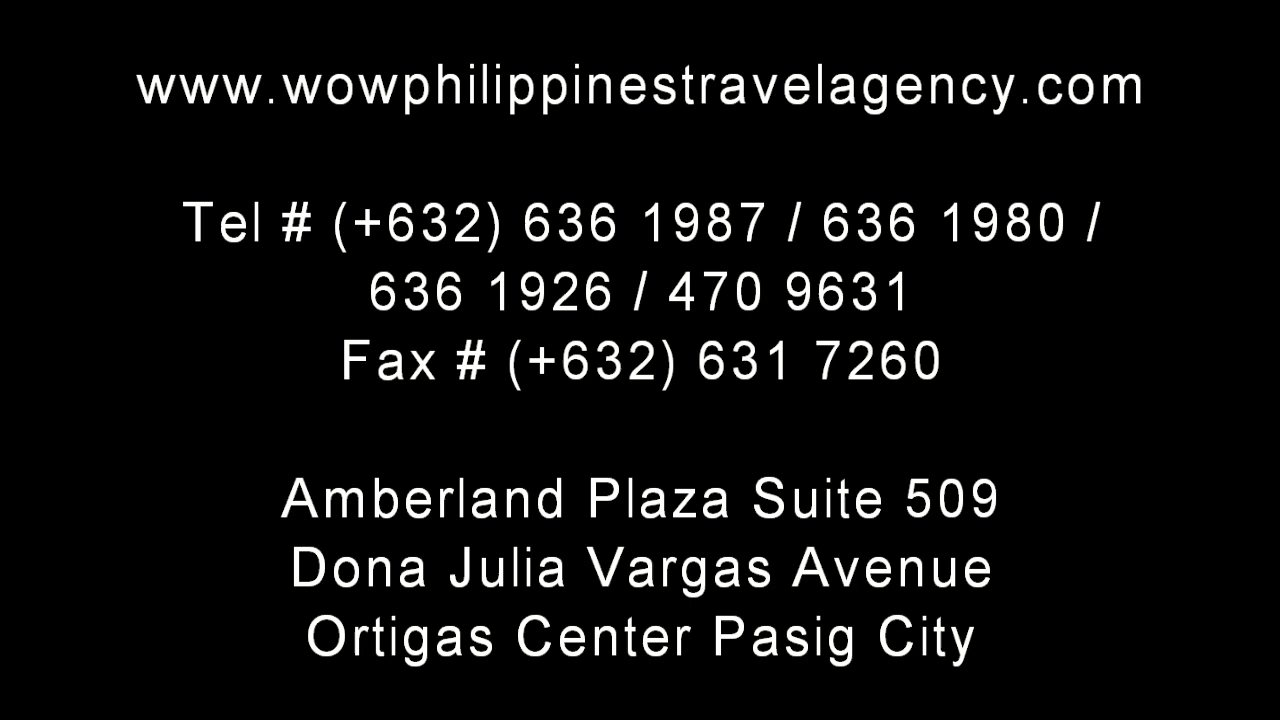 www.wowphilippinestravelagency.com
Tel # (+632) 636 1987 / 636 1980 /
636 1926 / 470 9631
Fax # (+632) 631 7260
Amberland Plaza Suite 509
Dona Julia Vargas Avenue
Ortigas Center Pasig City